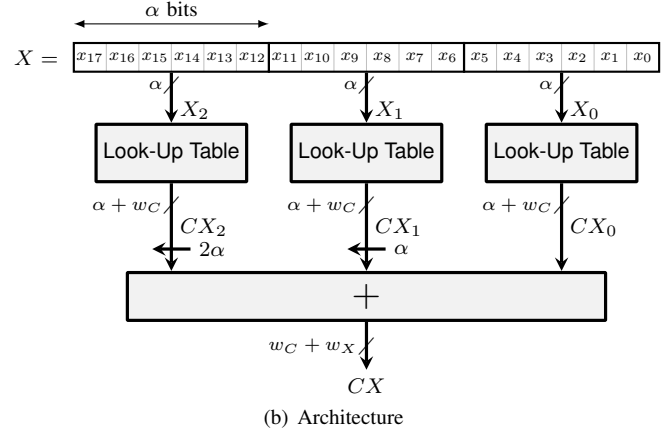 α bits
X = x17 x16 x15 x14 x13 x12 x11 x10 x9 x8 x7 x6 x5 x4 x3 x2 x1 x0
α α α
X2 X1 X0
Look-Up Table Look-Up Table Look-Up Table
α + wC α + wC α + wC
CX2 CX1 CX0
2α α
+
wC + wX
CX
(b) Architecture